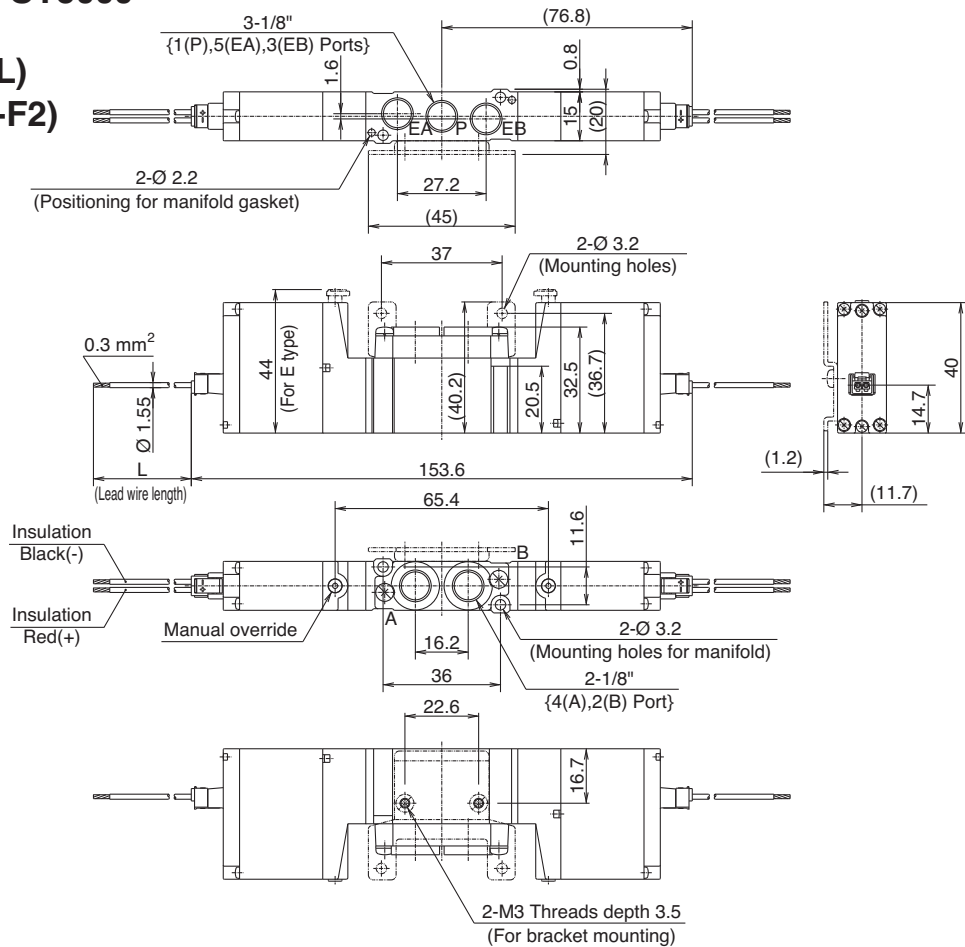 L)
-F2)
3-1/8"
{1(P),5(EA),3(EB) Ports}
(76.8)
1.6
0.8
15
(20)
EA
P
EB
2-Ø 2.2
(Positioning for manifold gasket)
27.2
(45)
37
2-Ø 3.2
(Mounting holes)
0.3 mm2
Ø 1.55
44
(For E type)
(40.2)
20.5
32.5
(36.7)
40
14.7
L
(Lead wire length)
153.6
(1.2)
(11.7)
65.4
11.6
Insulation
Black(-)
B
Insulation
Red(+)
Manual override
A
16.2
2-Ø 3.2
(Mounting holes for manifold)
36
2-1/8"
{4(A),2(B) Port}
22.6
16.7
2-M3 Threads depth 3.5
(For bracket mounting)